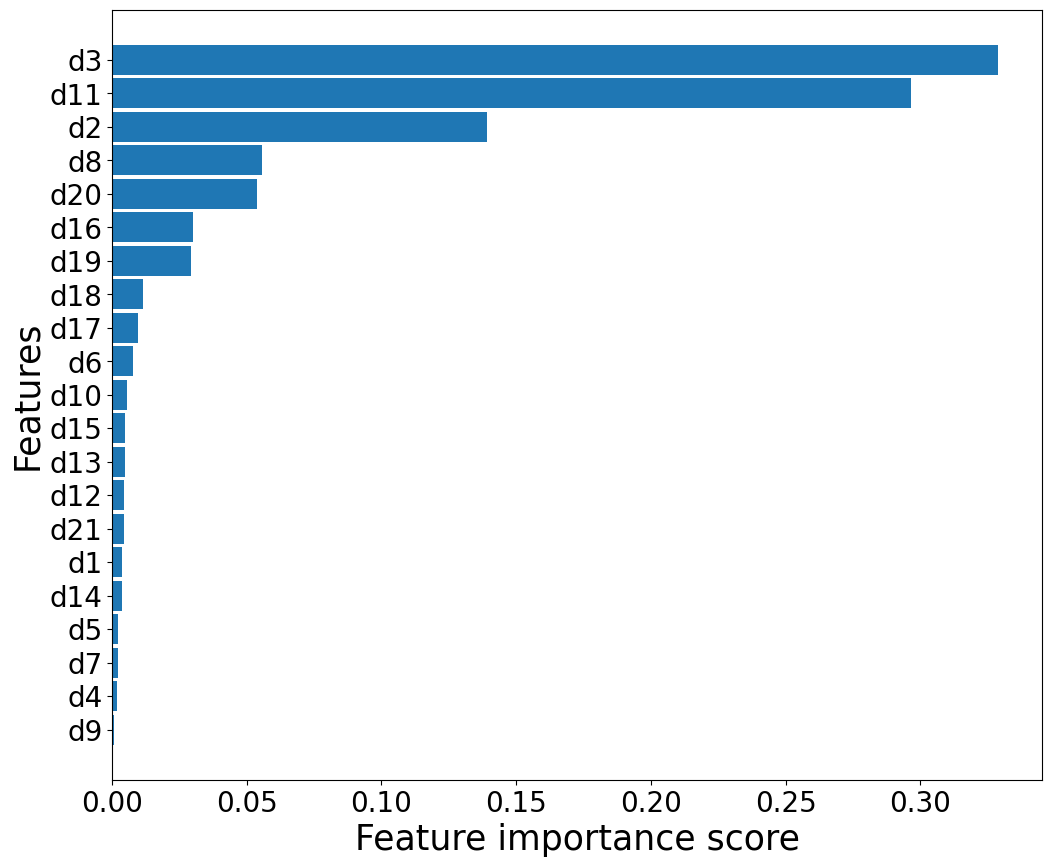 d3
d11
d2
d8
d20
d16
d19
d18
d17
d6
d10
d15
d13
d12
d21
d1
d14
d5
d7
d4
d9
Features
0.00 0.05 0.10 0.15 0.20 0.25 0.30
Feature importance score